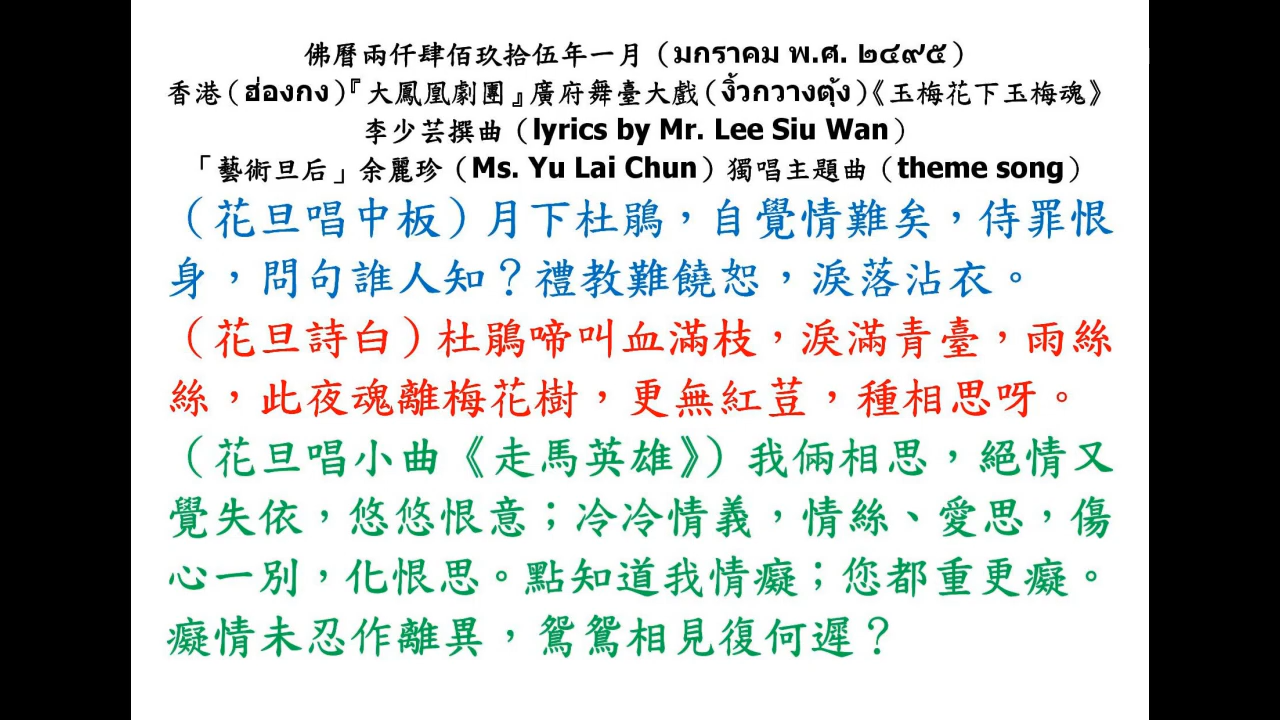 佛曆兩仟肆佰玖拾伍年一月（มกราคม พ.ศ. ๒๔๙๕）
香港（ฮ่องกง）『大鳳凰劇團』廣府舞臺大戲（งิ้วกวางตุ้ง）《玉梅花下玉梅魂》
李少芸撰曲（lyrics by Mr. Lee Siu Wan）
「藝術旦后」余麗珍（Ms. Yu Lai Chun）獨唱主題曲（theme song）
（花旦唱中板）月下杜鵑，自覺情難矣，侍罪恨
身，問句誰人知？禮教難饒恕，淚落沾衣。
（花旦詩白）杜鵑啼叫血滿枝，淚滿青臺，雨絲
絲，此夜魂離梅花樹，更無紅荳，種相思呀。
（花旦唱小曲《走馬英雄》）我倆相思，絕情又
覺失依，悠悠恨意；冷冷情義，情絲、愛思，傷
心一別，化恨思。點知道我情癡；您都重更癡。
癡情未忍作離異，鴛鴛相見復何遲？